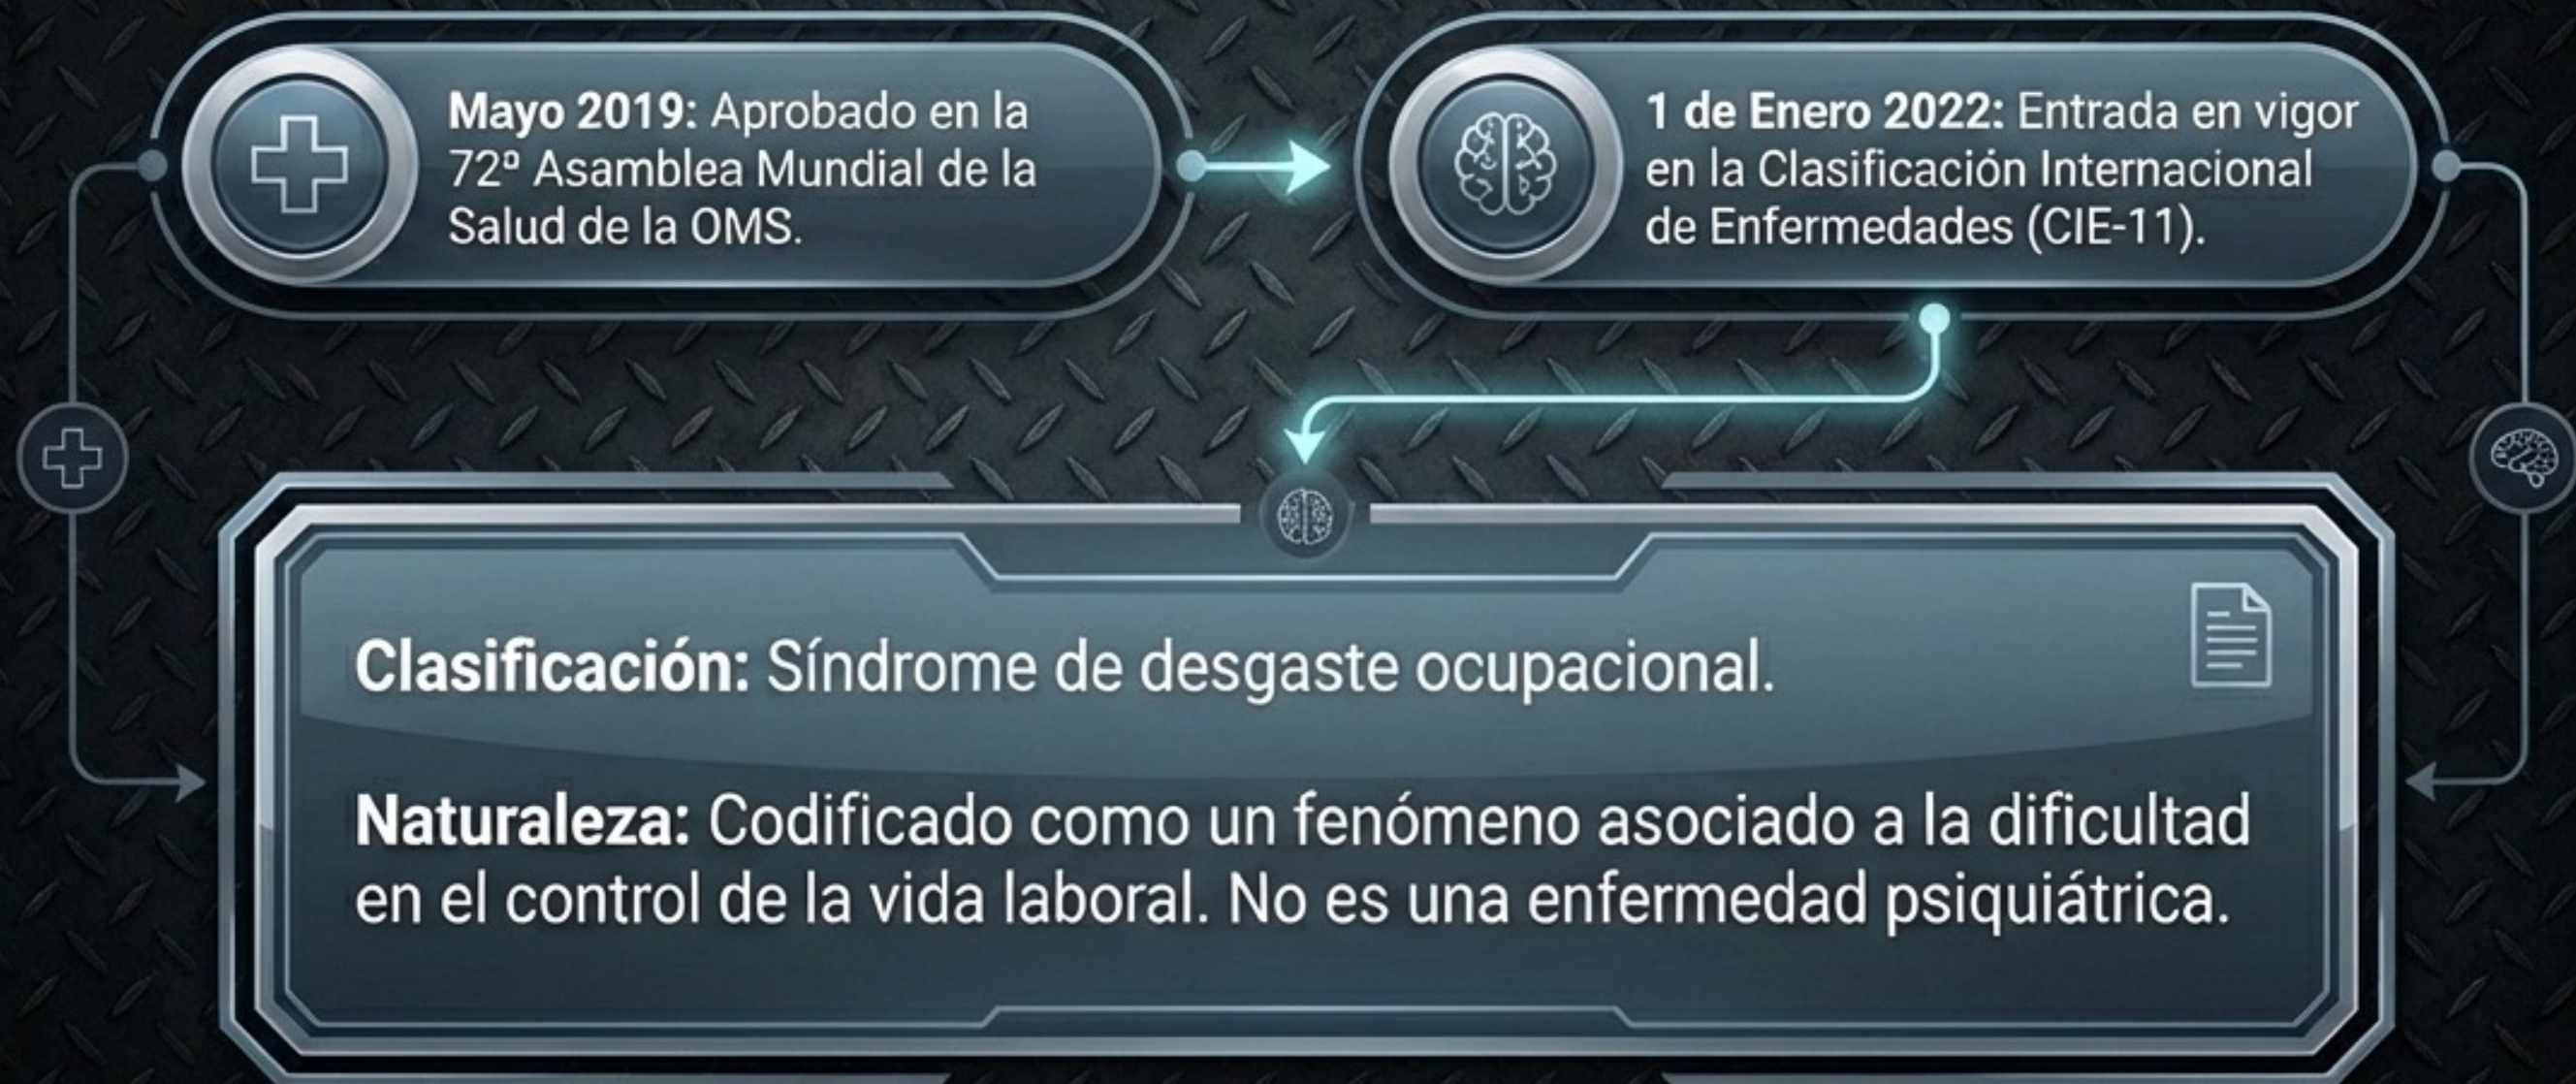 Mayo 2019: Aprobado en la
72º Asamblea Mundial de la
Salud de la OMS.
1 de Enero 2022: Entrada en vigor
en la Clasificación Internacional
de Enfermedades (CIE-11).
Clasificación: Síndrome de desgaste ocupacional.
Naturaleza: Codificado como un fenómeno asociado a la dificultad
en el control de la vida laboral. No es una enfermedad psiquiátrica.